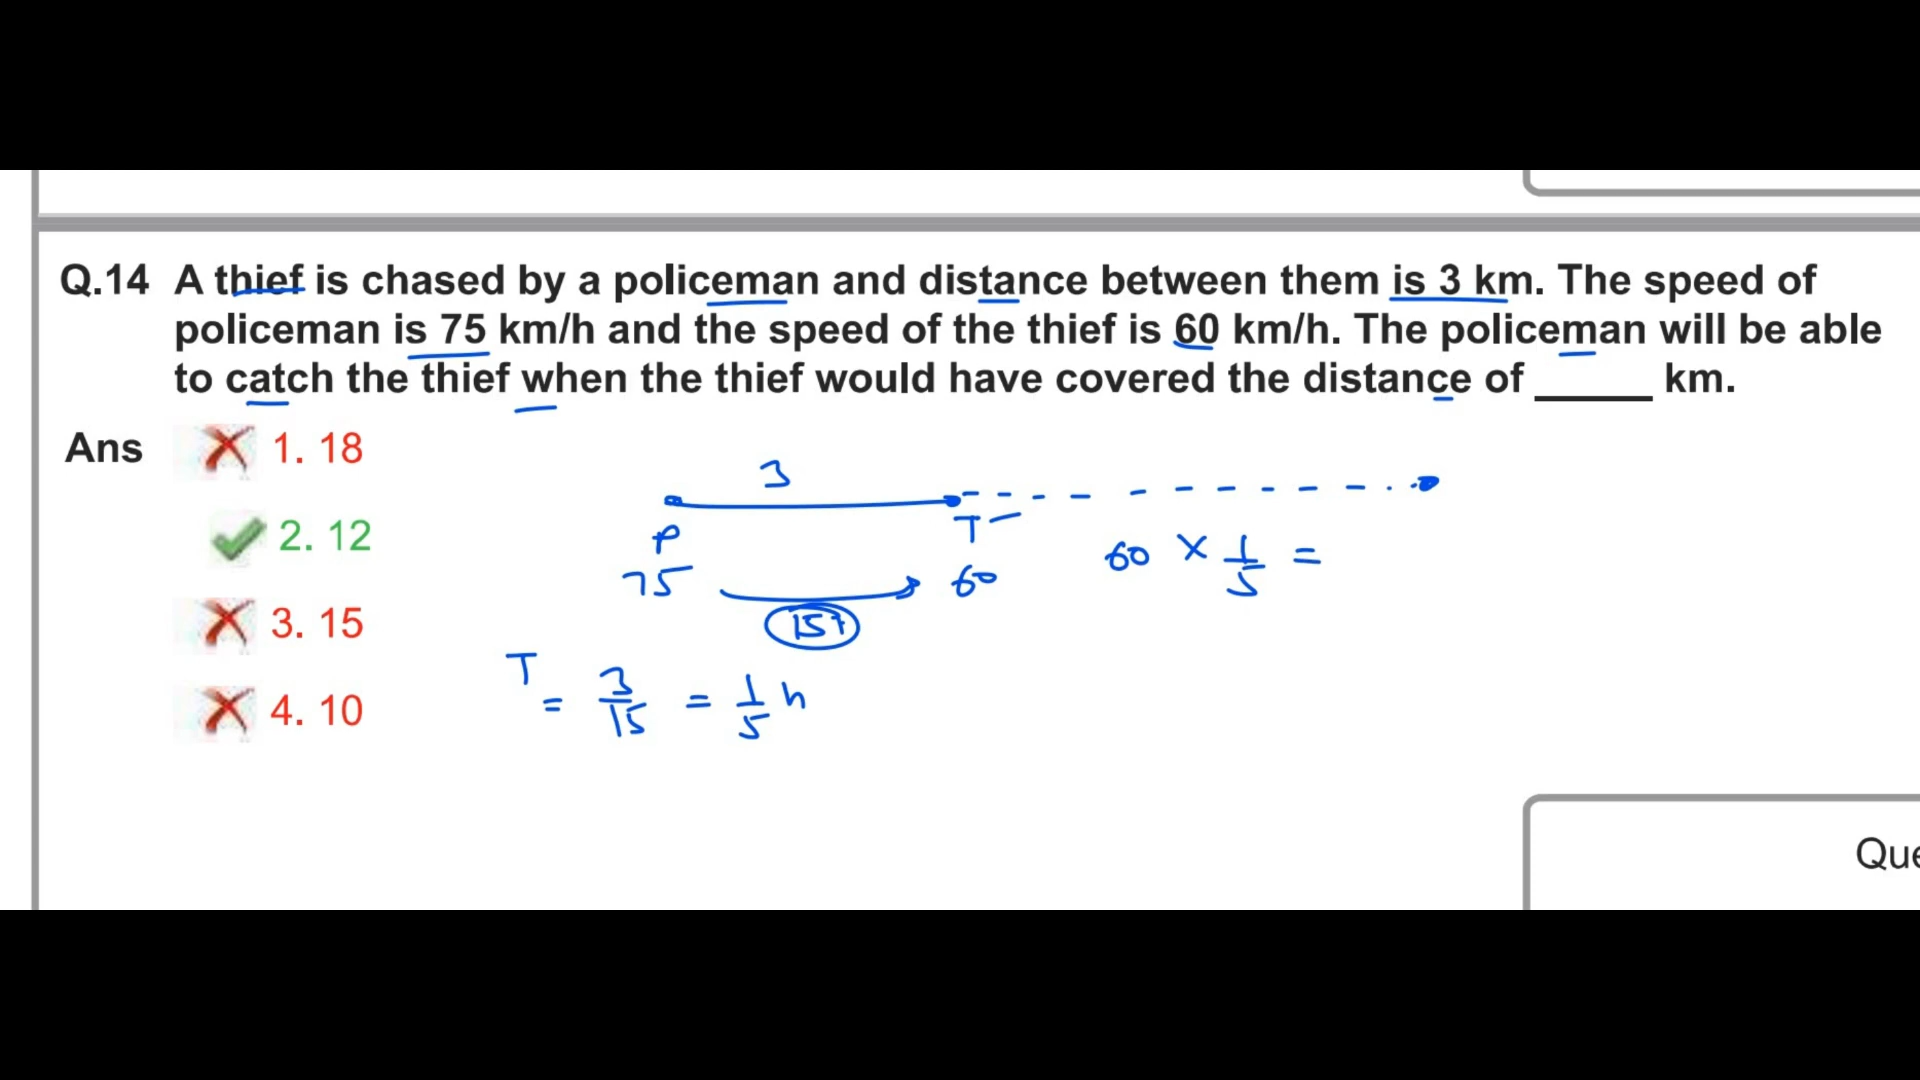 Q.14 A thief is chased by a policeman and distance between them is 3 km. The speed of
policeman is 75 km/h and the speed of the thief is 60 km/h. The policeman will be able
to catch the thief when the thief would have covered the distance of ______ km.
Ans 1. 18
2. 12
3. 15
4. 10
3
P T
75 60
15
60 × 1/5 =
T = 3/15 = 1/5 h
Que